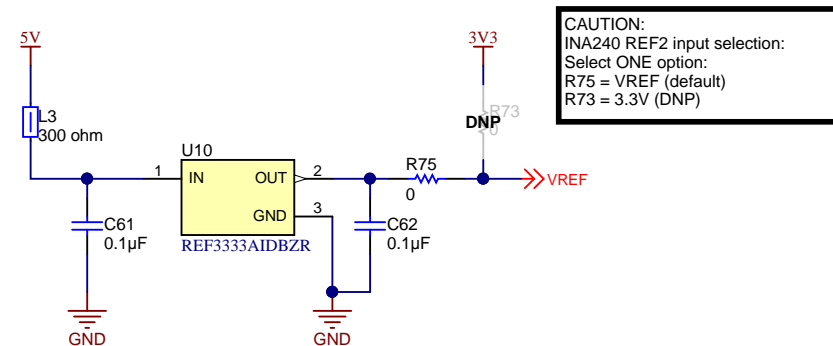 CAUTION:
INA240 REF2 input selection:
Select ONE option:
R75 = VREF (default)
R73 = 3.3V (DNP)
5V
3V3
L3
300 ohm
R73
DNP
0
U10
1
IN
OUT
2
R75
0
VREF
GND
3
C61
0.1µF
C62
0.1µF
REF3333AIDBZR
GND
GND